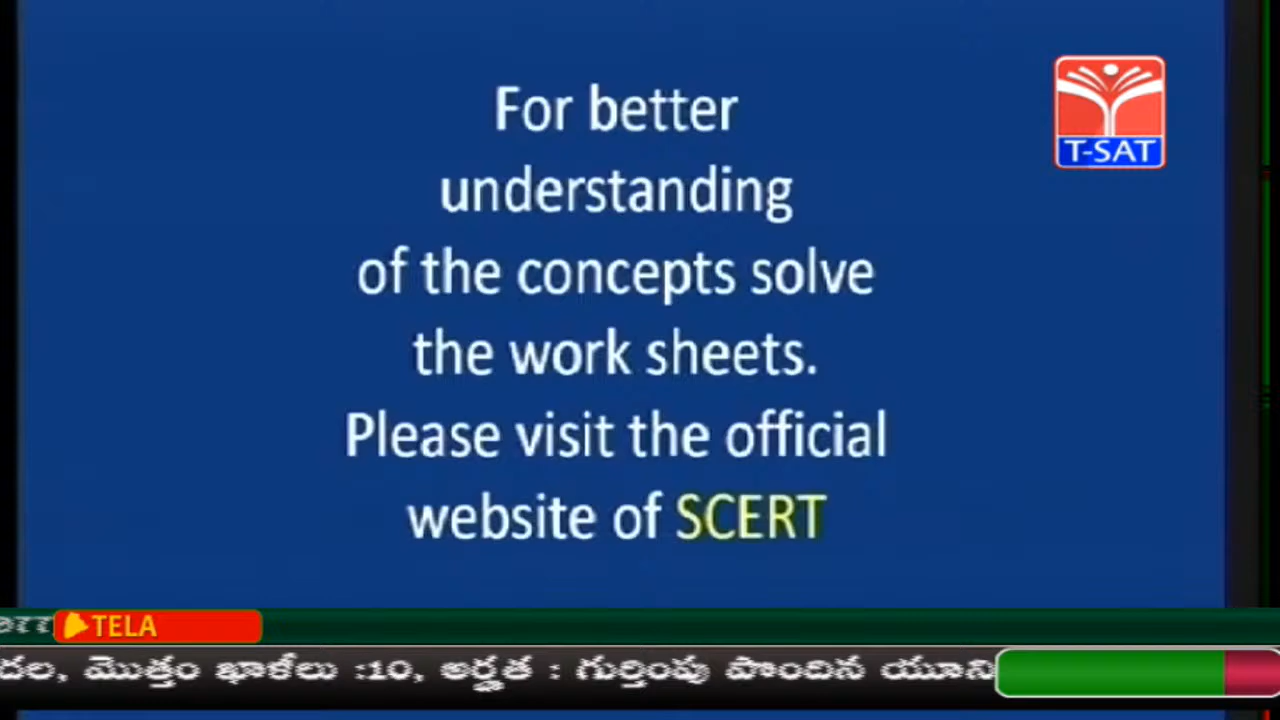 For better
understanding
of the concepts solve
the work sheets.
Please visit the official
website of SCERT
T-SAT
TELA
దల, మొత్తం ఖాళీలు :10, అర్హత : గుర్తింపు పొందిన యూని